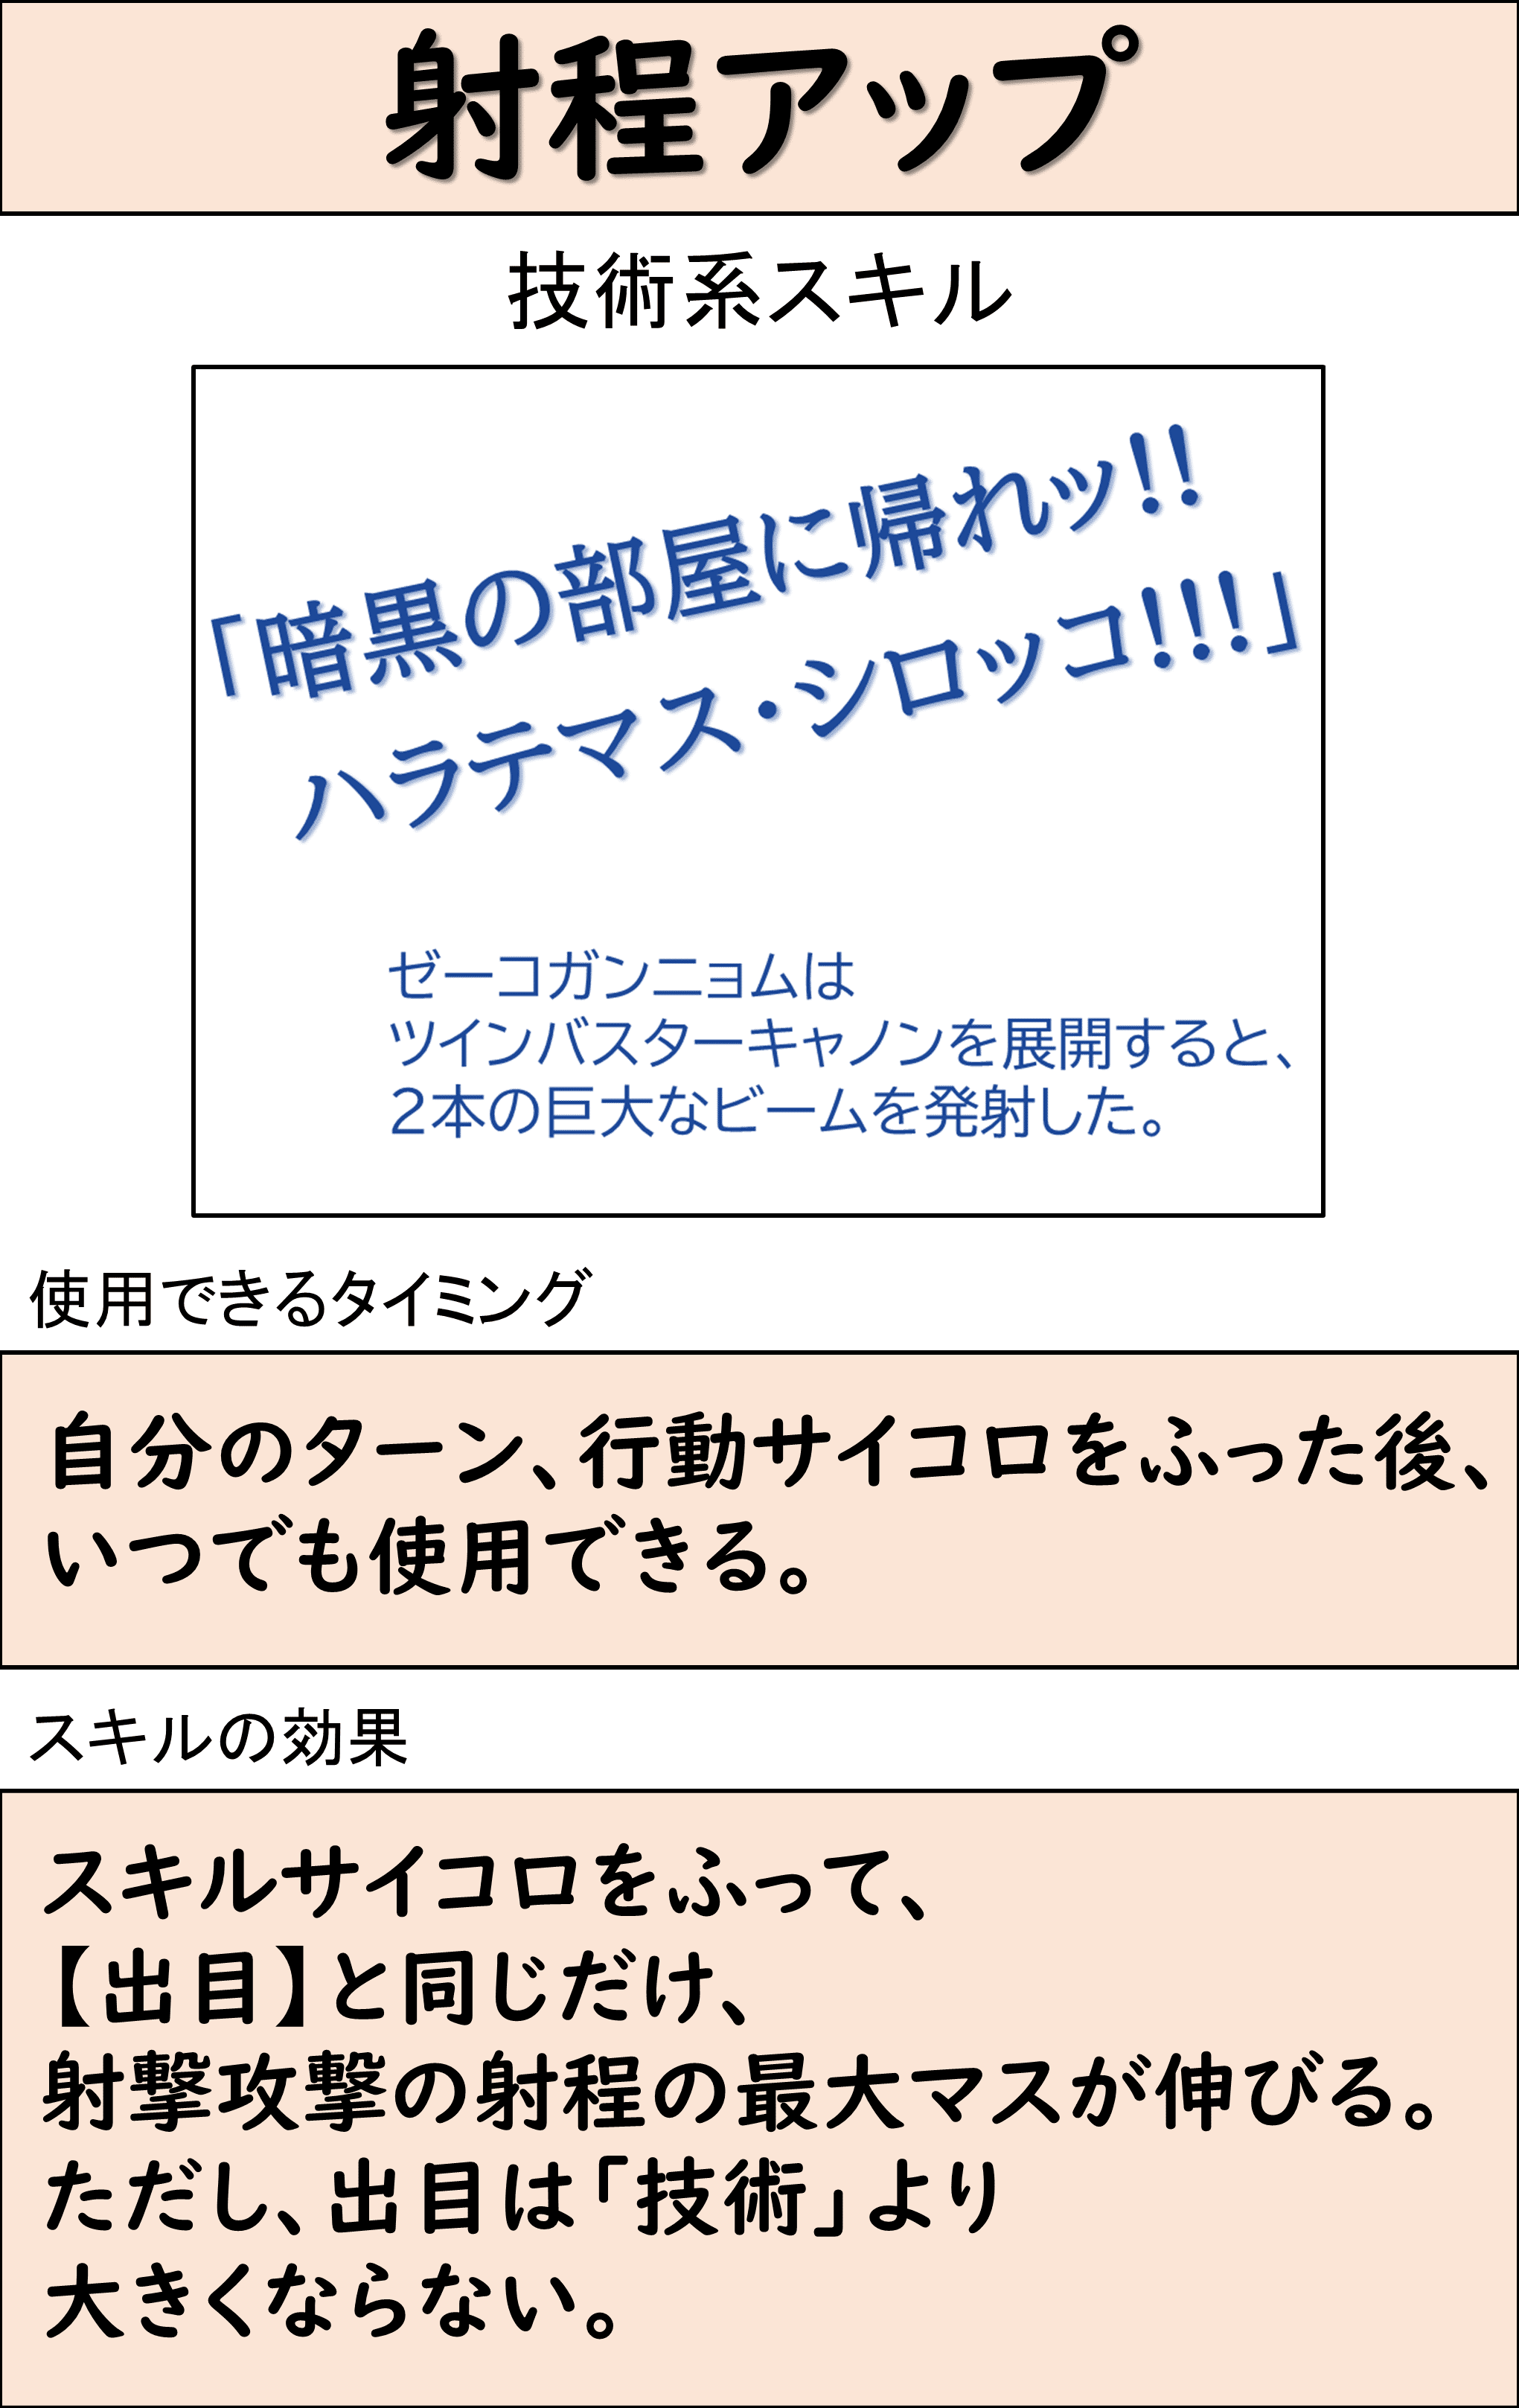 射程アップ
技術系スキル
「暗黒の部屋に帰れッ!!
ハラテマス・シロッコ!!!!」
ゼーコガンニョムは
ツインバスターキャノンを展開すると、
2本の巨大なビームを発射した。
使用できるタイミング
自分のターン、行動サイコロをふった後、
いつでも使用できる。
スキルの効果
スキルサイコロをふって、
【出目】と同じだけ、
射撃攻撃の射程の最大マスが伸びる。
ただし、出目は「技術」より
大きくならない。